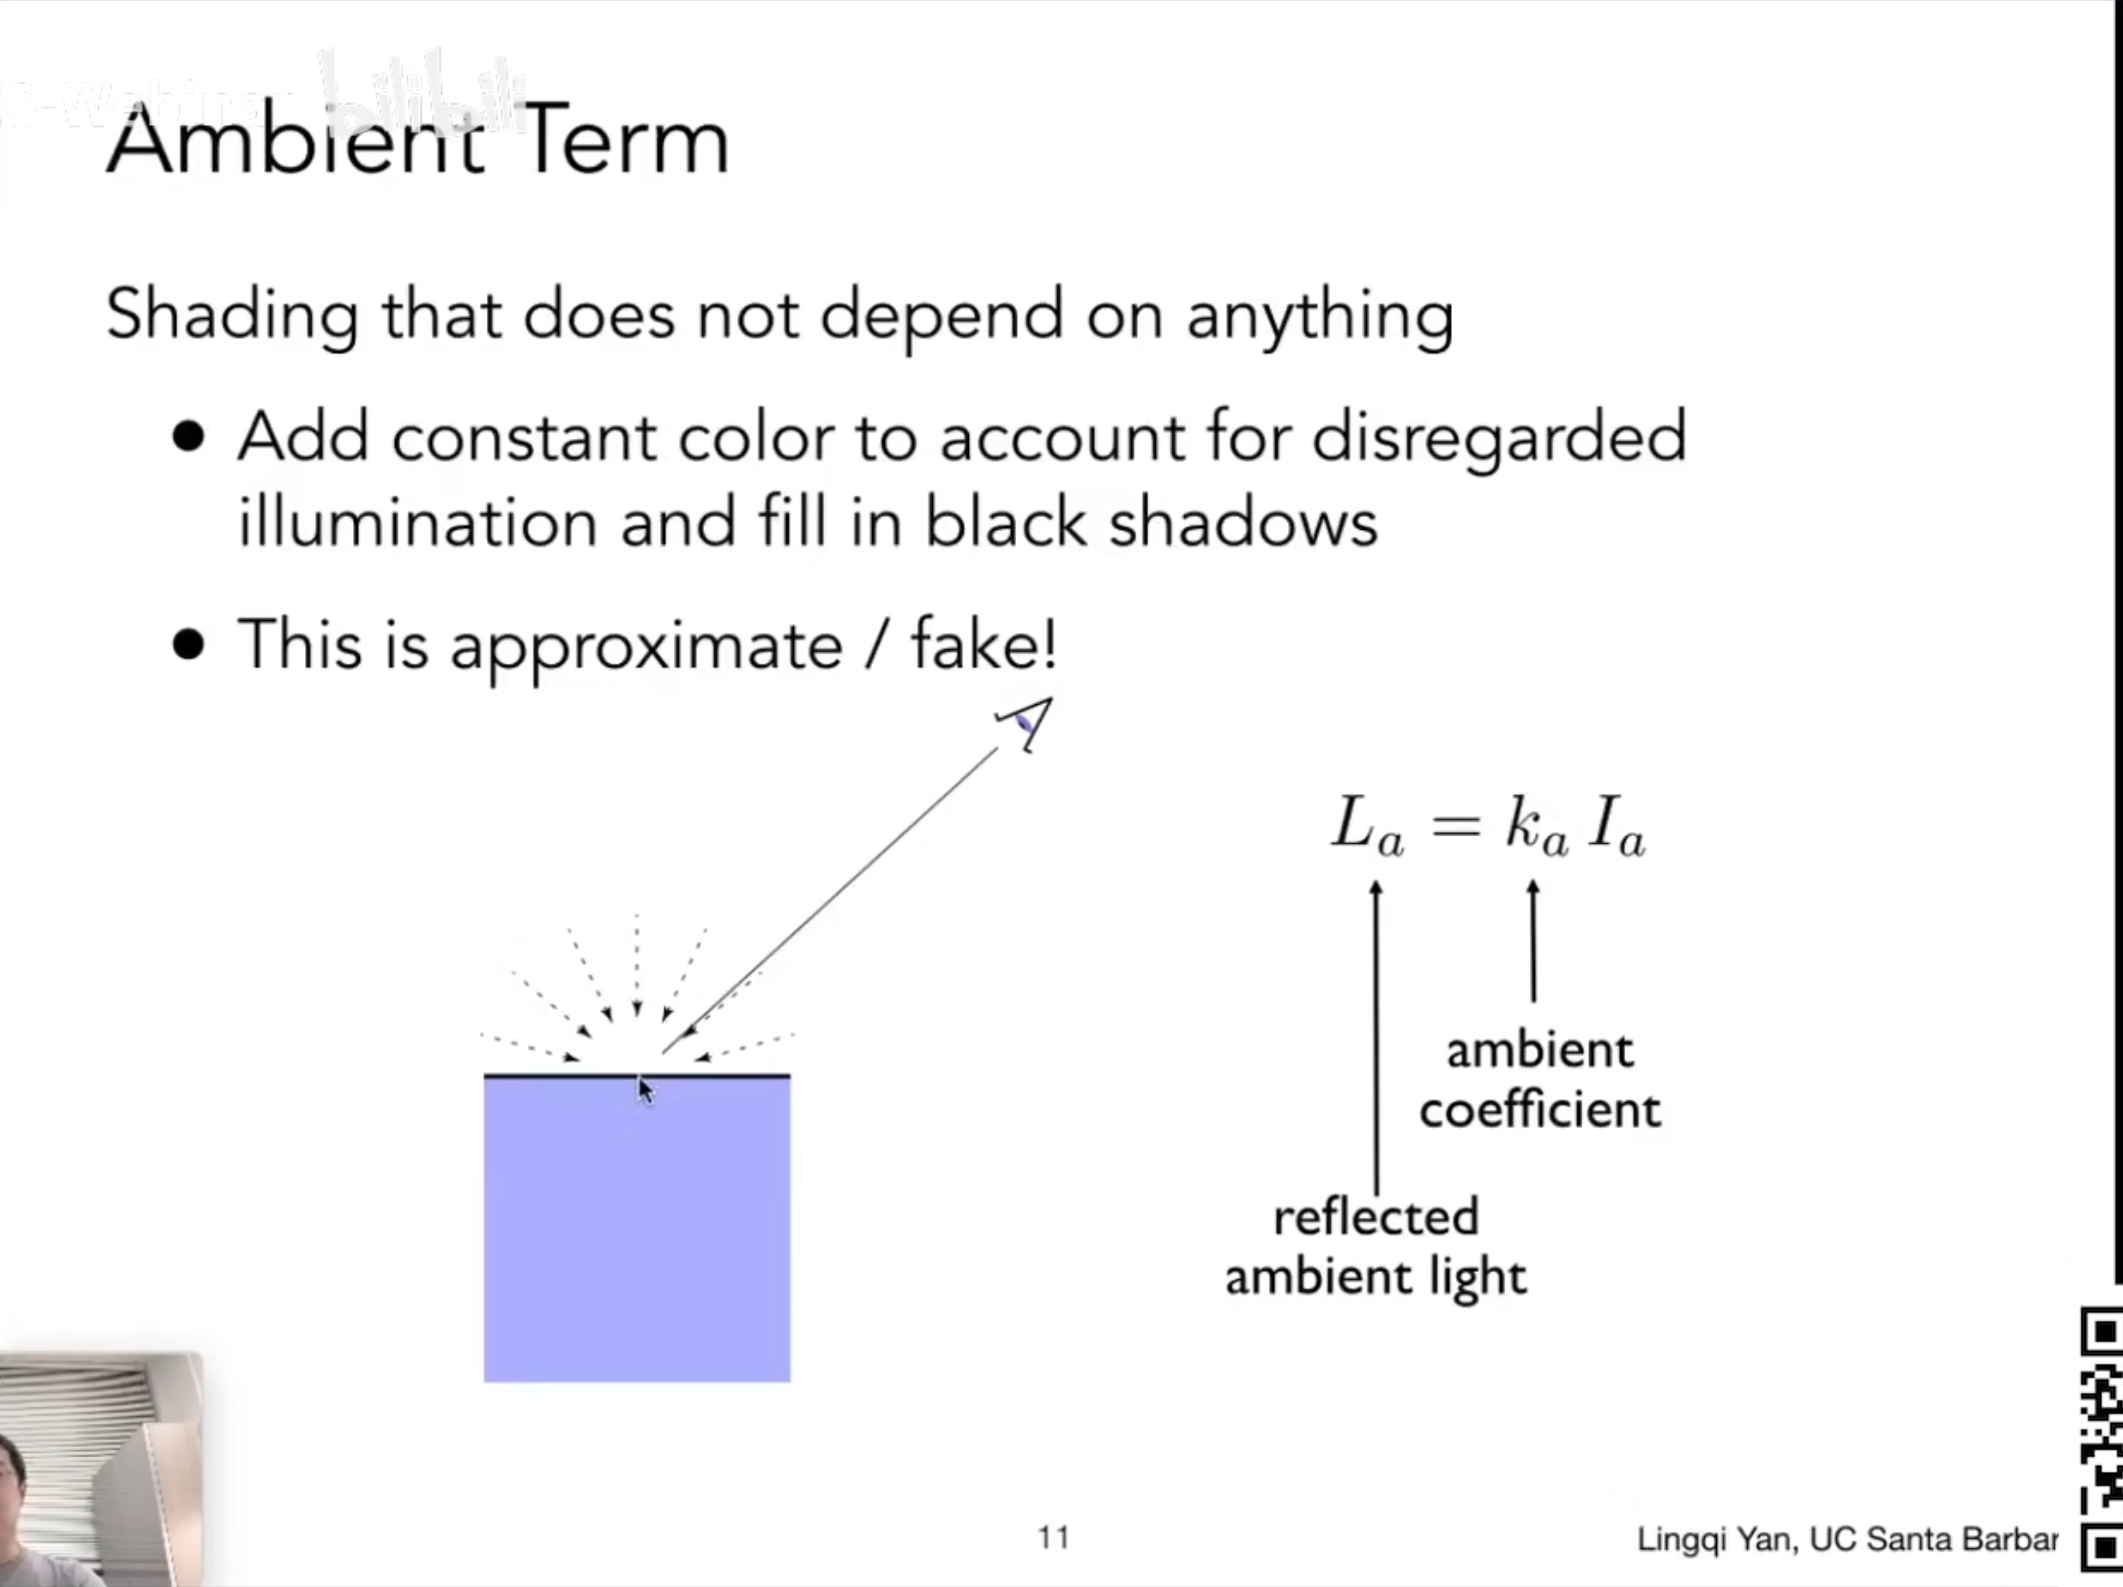 bilibili
Ambient Term
Shading that does not depend on anything
• Add constant color to account for disregarded
illumination and fill in black shadows
• This is approximate / fake!
L_a = k_a I_a
ambient
coefficient
reflected
ambient light
11
Lingqi Yan, UC Santa Barbar